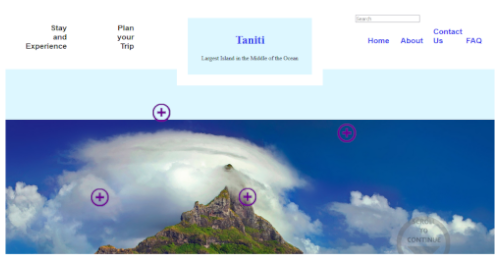 Stay
and
Experience
Plan
your
Trip
Taniti
Largest Island in the Middle of the Ocean
Search
Home
About
Contact
Us
FAQ
TO
CONTINUE